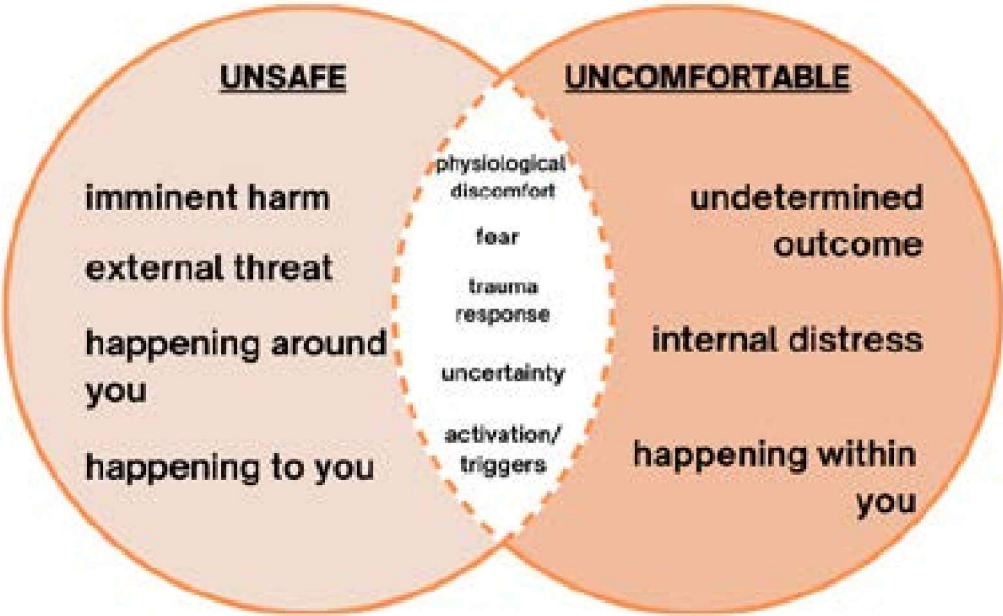 UNSAFE
imminent harm
external threat
happening around
you
happening to you
physiological
discomfort
fear
trauma
response
uncertainty
activation/
triggers
UNCOMFORTABLE
undetermined
outcome
internal distress
happening within
you